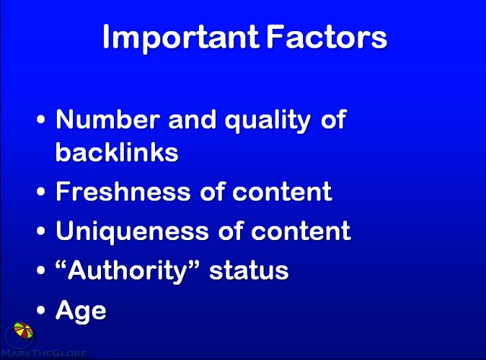 Important Factors
• Number and quality of
backlinks
• Freshness of content
• Uniqueness of content
• “Authority” status
• Age
MarkTheGlobe